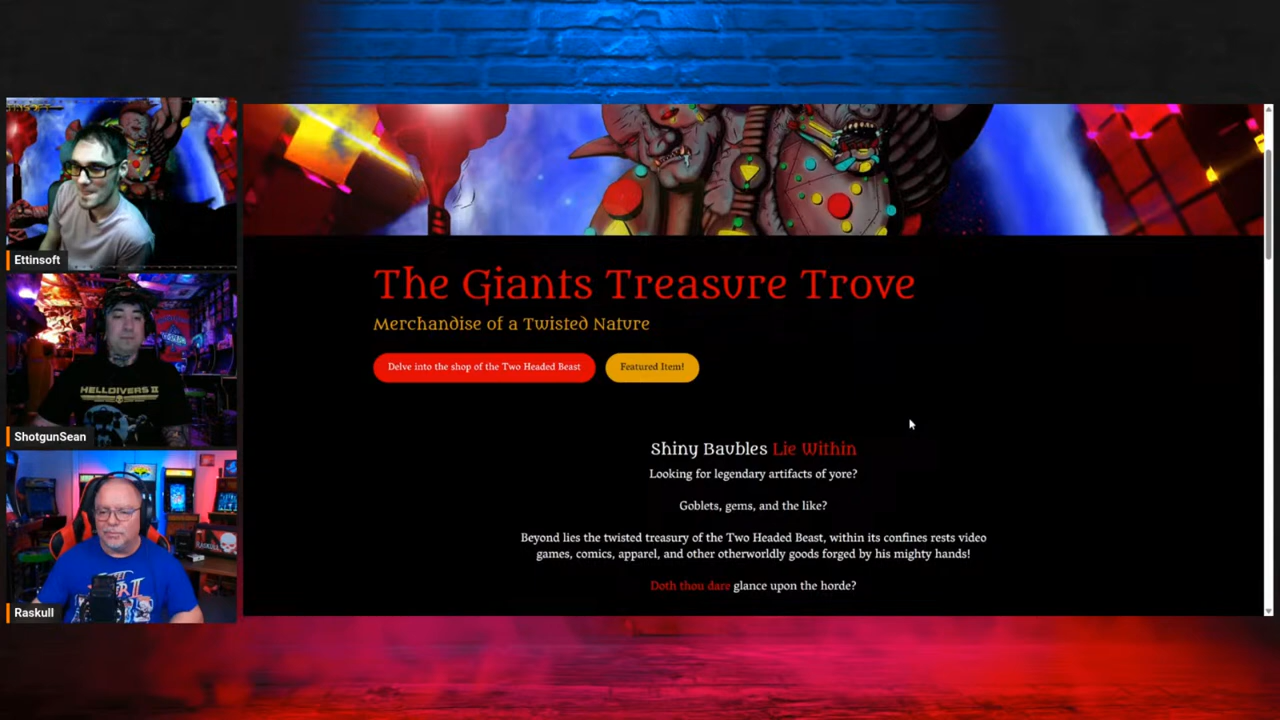 Ettinsoft
HELLDIVERS II
ShotgunSean
Raskull
The Giants Treasure Trove
Merchandise of a Twisted Nature
Delve into the shop of the Two Headed Beast
Featured Item!
Shiny Baubles Lie Within
Looking for legendary artifacts of yore?
Goblets, gems, and the like?
Beyond lies the twisted treasury of the Two Headed Beast, within its confines rests video
games, comics, apparel, and other otherworldly goods forged by his mighty hands!
Doth thou dare glance upon the horde?